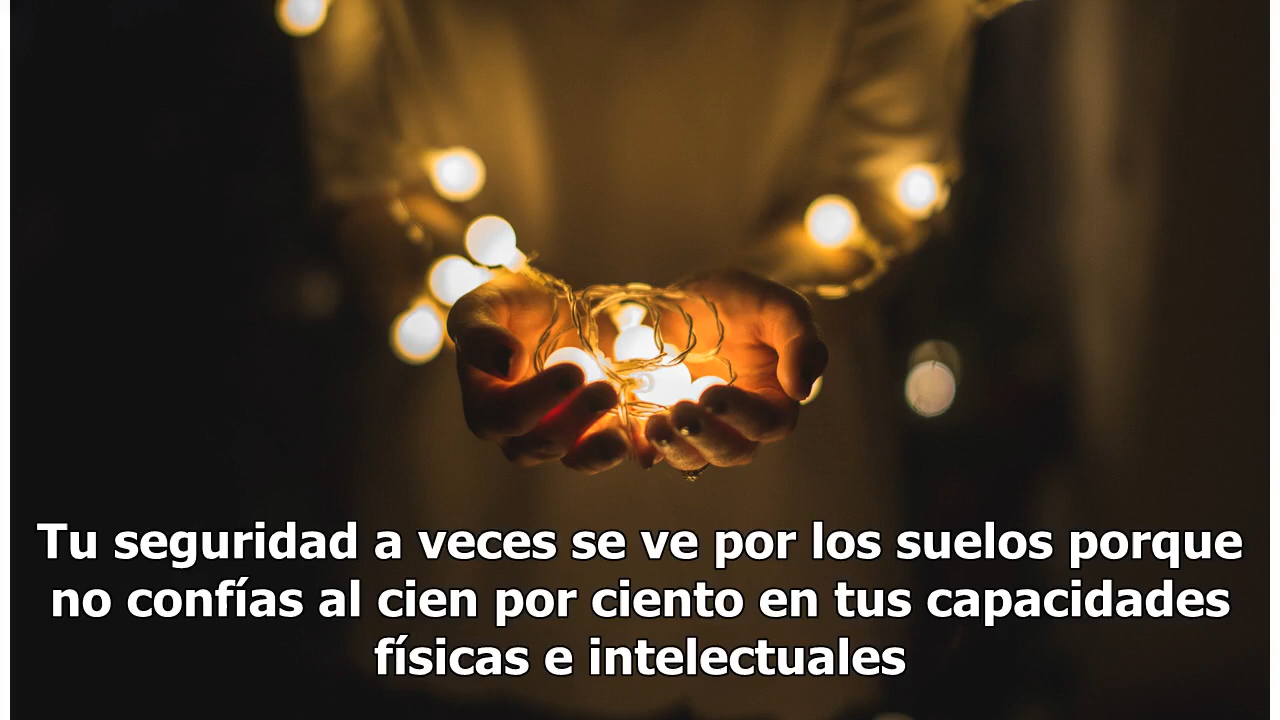 Tu seguridad a veces se ve por los suelos porque
no confías al cien por ciento en tus capacidades
físicas e intelectuales